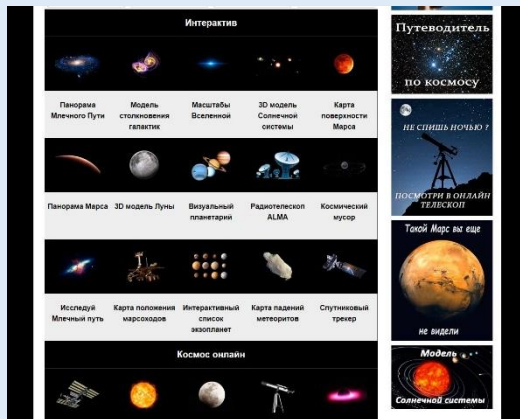 Интерактив
Панорама
Млечного Пути
Модель
столкновения
галактик
Масштабы
Вселенной
3D модель
Солнечной
системы
Карта
поверхности
Марса
Панорама Марса
3D модель Луны
Визуальный
планетарий
Радиотелескоп
ALMA
Космический
мусор
Исследуй
Млечный путь
Карта положения
марсоходов
Интерактивный
список
экзопланет
Карта падений
метеоритов
Спутниковый
трекер
Космос онлайн
Путеводитель
по космосу
НЕ СПИШЬ НОЧЬЮ ?
ПОСМОТРИ В ОНЛАЙН
ТЕЛЕСКОП
Такой Марс вы еще
не видели
Модель
Солнечной системы